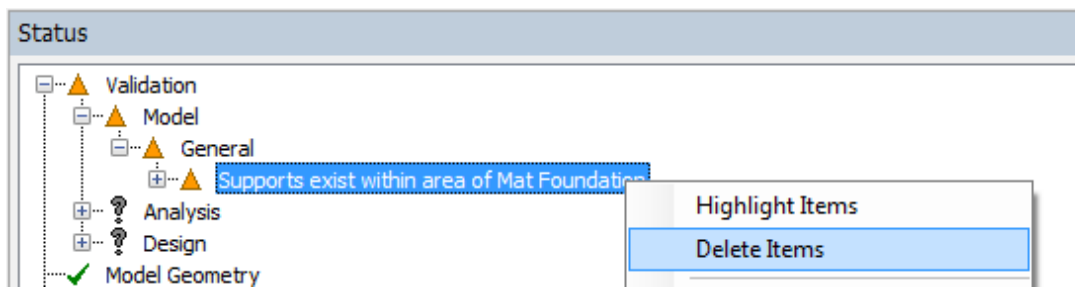 Status
Validation
Model
General
Supports exist within area of Mat Foundation
Highlight Items
Analysis
Delete Items
Design
Model Geometry